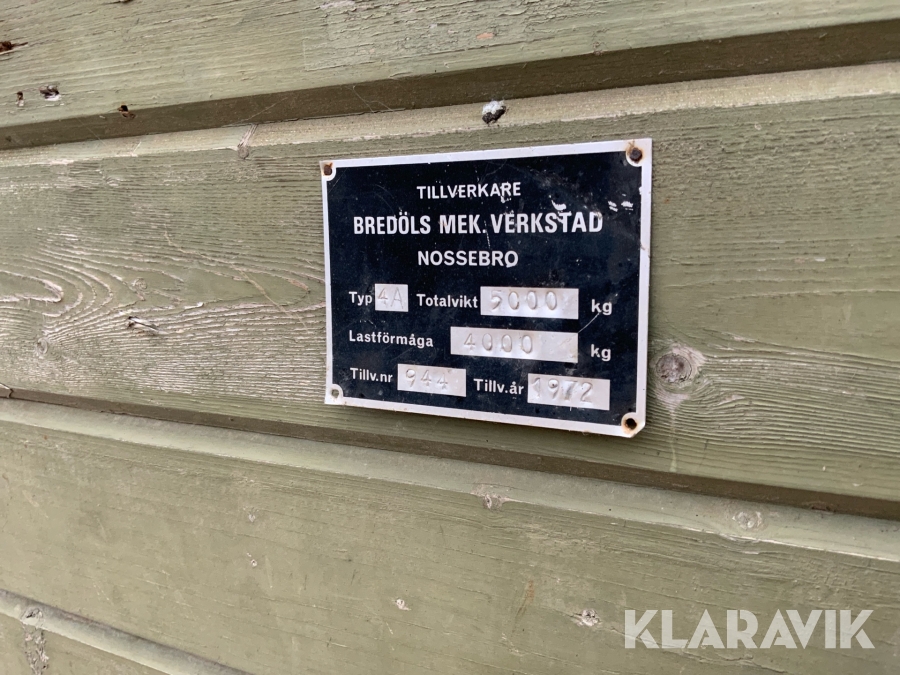 TILLVERKARE
BREDÖLS MEK. VERKSTAD
NOSSEBRO
Typ 4A Totalvikt 5000 kg
Lastförmåga 4000 kg
Tillv.nr 944 Tillv.år 1972
KLARAVIK